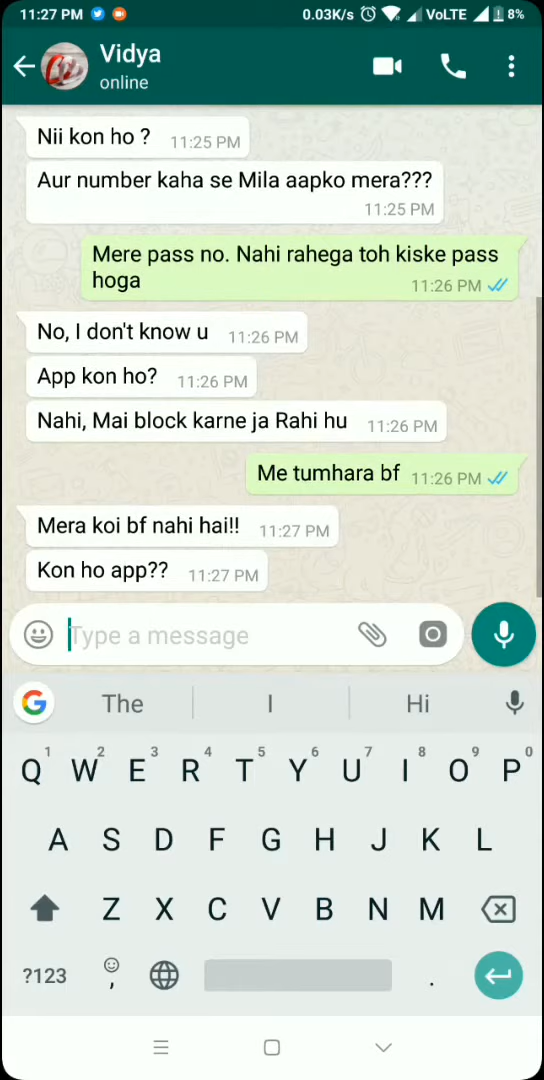 11:27 PM 0.03K/s VoLTE 8%
Vidya
online
Nii kon ho ? 11:25 PM
Aur number kaha se Mila aapko mera???
11:25 PM
Mere pass no. Nahi rahega toh kiske pass
hoga 11:26 PM
No, I don't know u 11:26 PM
App kon ho? 11:26 PM
Nahi, Mai block karne ja Rahi hu 11:26 PM
Me tumhara bf 11:26 PM
Mera koi bf nahi hai!! 11:27 PM
Kon ho app?? 11:27 PM
Type a message
G The I Hi
1 2 3 4 5 6 7 8 9 0
Q W E R T Y U I O P
A S D F G H J K L
Z X C V B N M
?123 , .